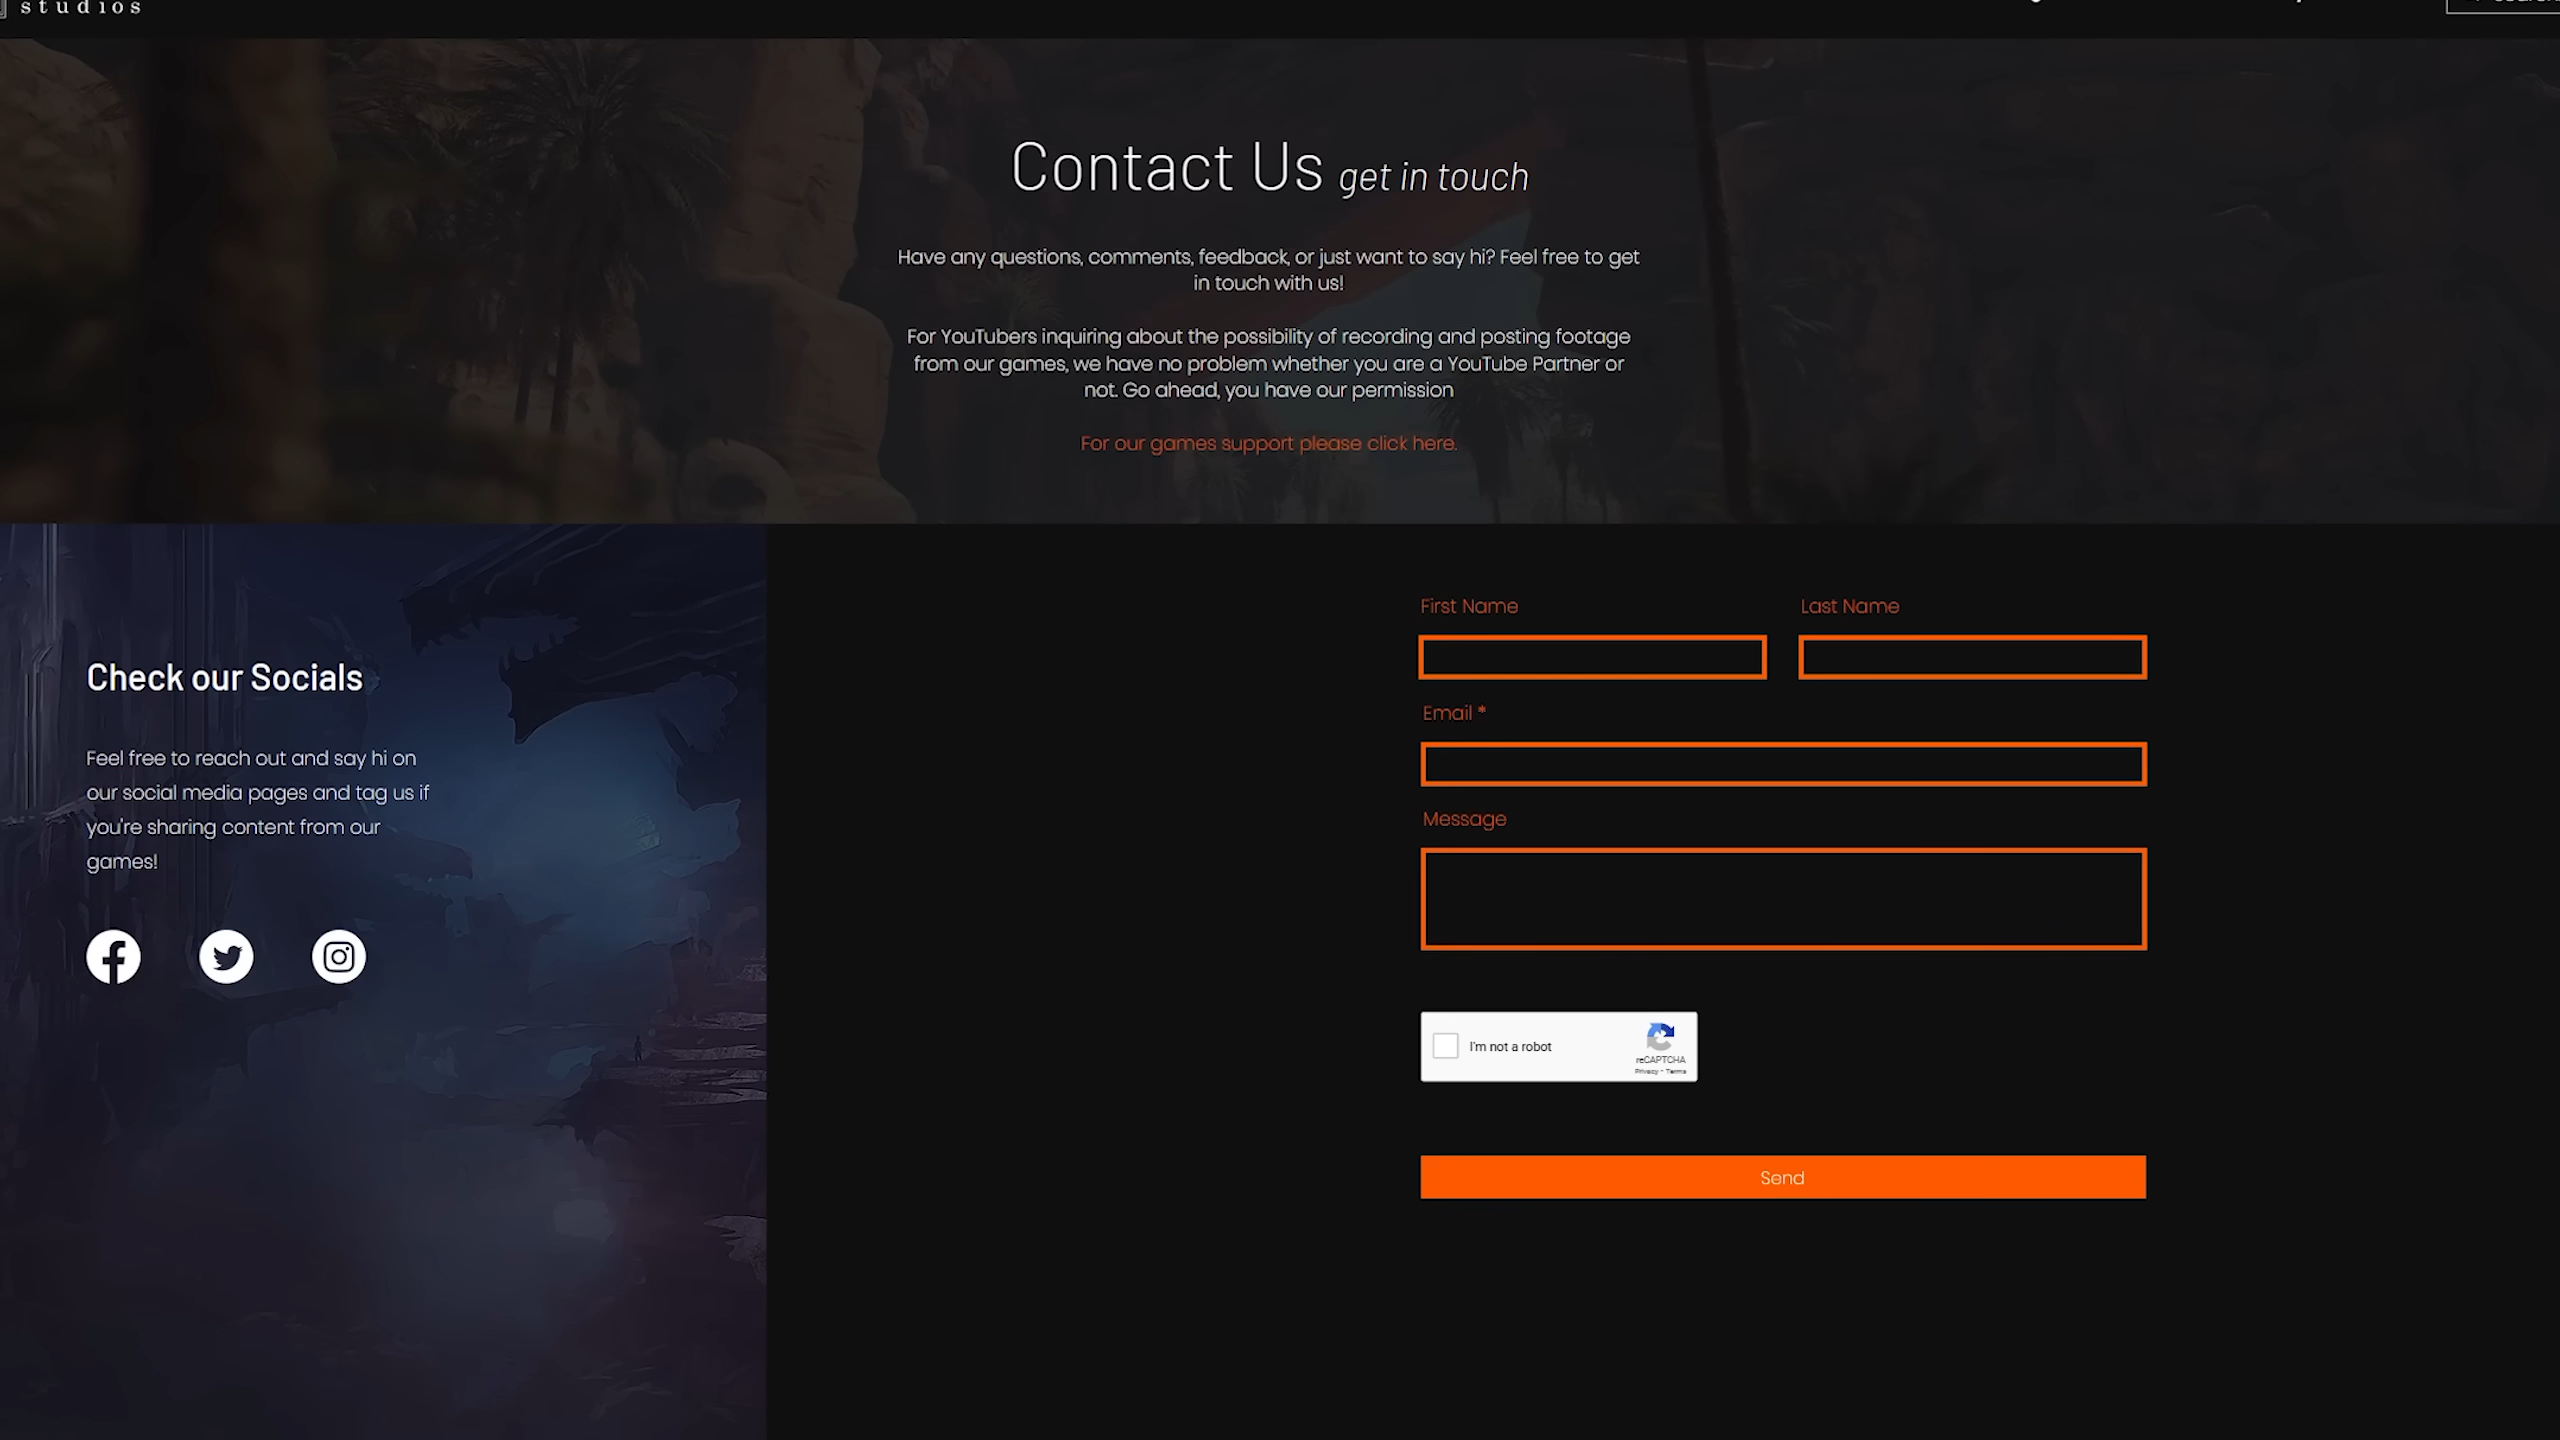 studios
Contact Us get in touch
Have any questions, comments, feedback, or just want to say hi? Feel free to get
in touch with us!
For YouTubers inquiring about the possibility of recording and posting footage
from our games, we have no problem whether you are a YouTube Partner or
not. Go ahead, you have our permission
For our games support please click here.
Check our Socials
Feel free to reach out and say hi on
our social media pages and tag us if
you're sharing content from our
games!
First Name
Last Name
Email *
Message
I'm not a robot
reCAPTCHA
Privacy - Terms
Send